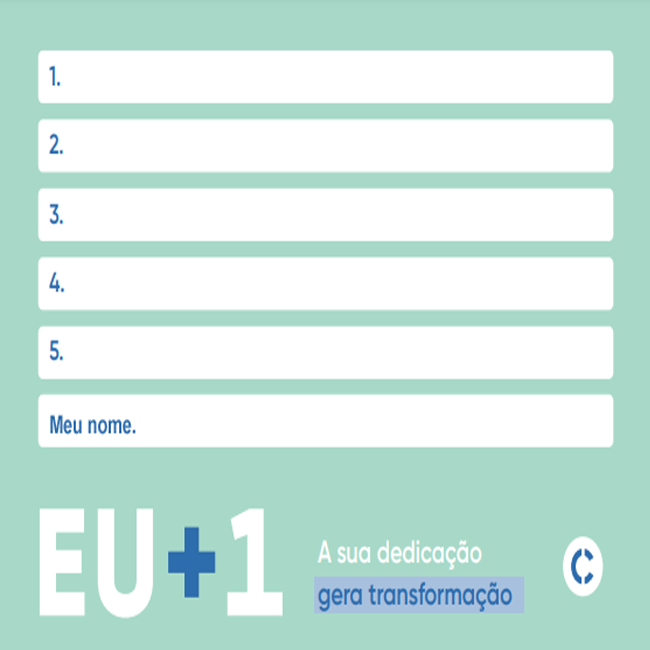 1.
2.
3.
4.
5.
Meu nome.
EU+1
A sua dedicação
gera transformação